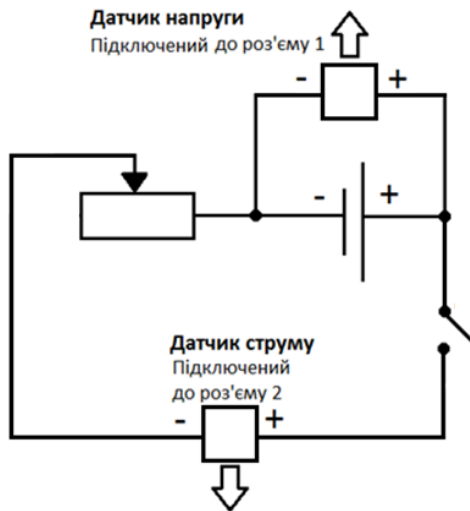 Датчик напруги
Підключений до роз'єму 1
- +
- +
Датчик струму
Підключений
до роз'єму 2
- +